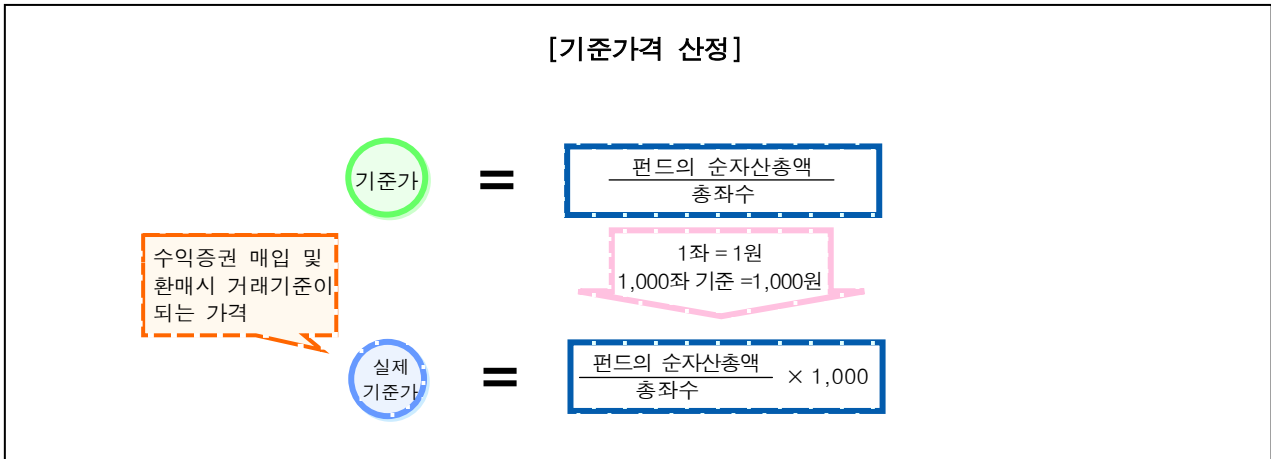 [기준가격 산정]
기준가
=
펀드의 순자산총액
총좌수
1좌 = 1원
1,000좌 기준 =1,000원
수익증권 매입 및
환매시 거래기준이
되는 가격
실제
기준가
=
펀드의 순자산총액
총좌수
× 1,000